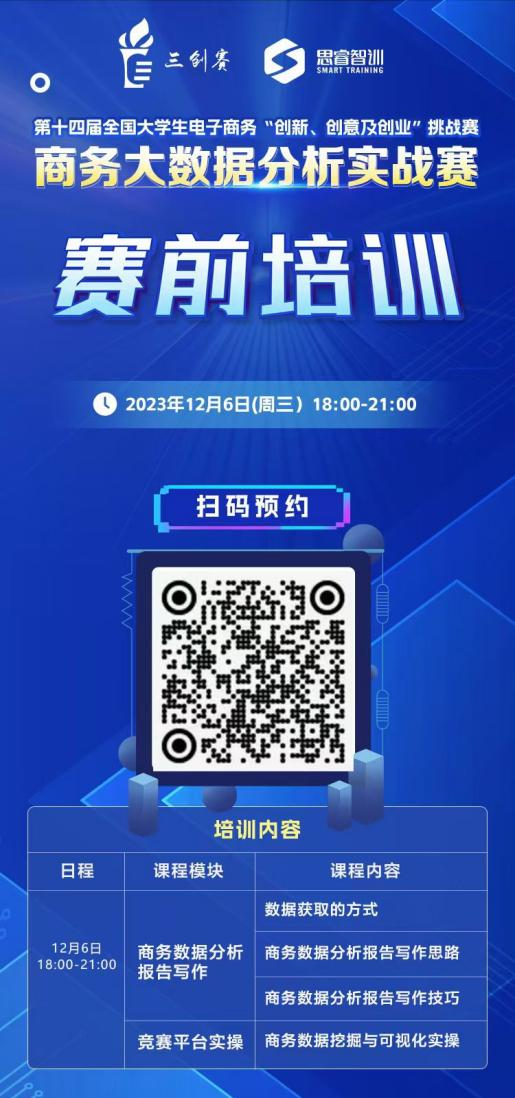 三创赛
思睿智训
SMART TRAINING
第十四届全国大学生电子商务“创新、创意及创业”挑战赛
商务大数据分析实战赛
赛前培训
2023年12月6日(周三）18:00-21:00
扫码预约
培训内容
日程 课程模块 课程内容
12月6日
18:00-21:00
商务数据分析
报告写作
数据获取的方式
商务数据分析报告写作思路
商务数据分析报告写作技巧
竞赛平台实操 商务数据挖掘与可视化实操